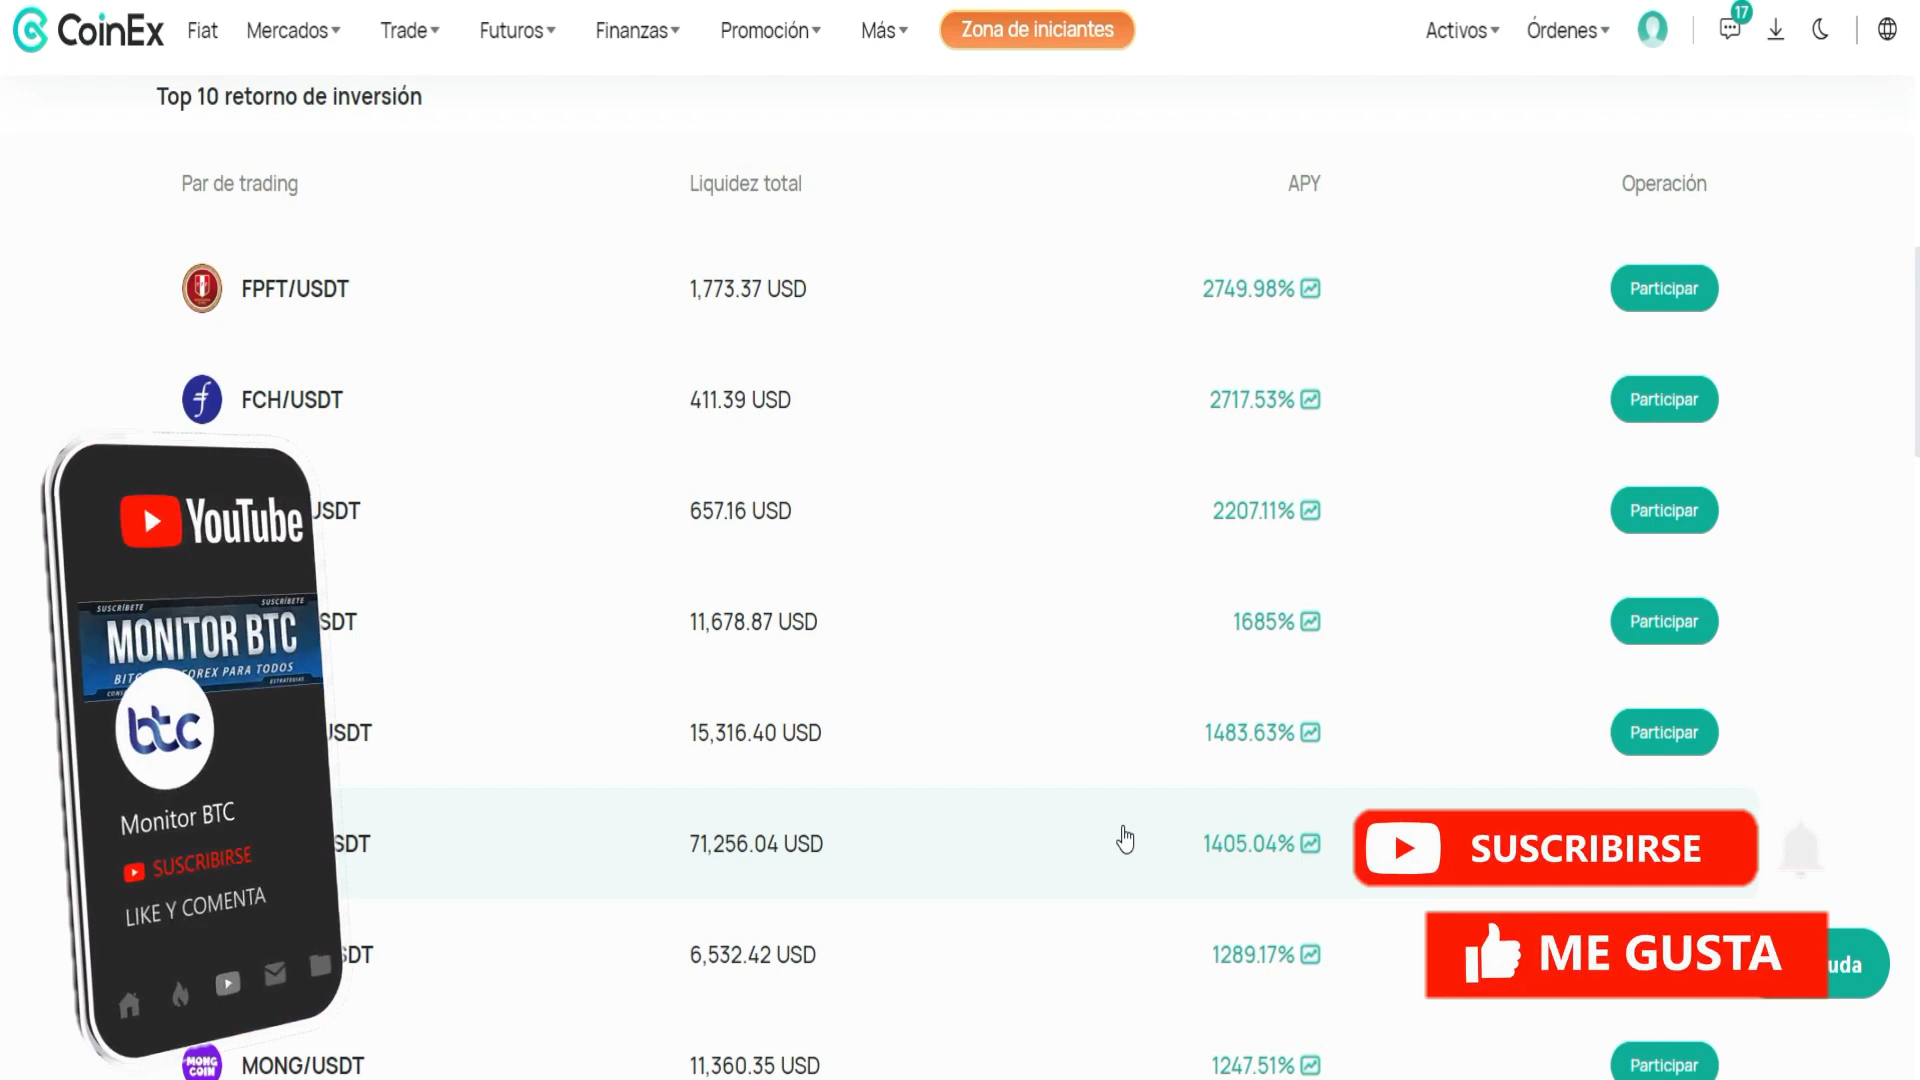 CoinEx Fiat Mercados Trade Futuros Finanzas Promoción Más Zona de iniciantes Activos Órdenes 17
Top 10 retorno de inversión
Par de trading Liquidez total APY Operación
FPFT/USDT 1,773.37 USD 2749.98% Participar
FCH/USDT 411.39 USD 2717.53% Participar
USDT 657.16 USD 2207.11% Participar
SDT 11,678.87 USD 1685% Participar
USDT 15,316.40 USD 1483.63% Participar
SDT 71,256.04 USD 1405.04%
SDT 6,532.42 USD 1289.17%
MONG COIN MONG/USDT 11,360.35 USD 1247.51% Participar
YouTube
SUSCRÍBETE SUSCRÍBETE
MONITOR BTC
FOREX PARA TODOS
ESTRATEGIAS
btc
Monitor BTC
SUSCRIBIRSE
LIKE Y COMENTA
SUSCRIBIRSE
ME GUSTA
uda